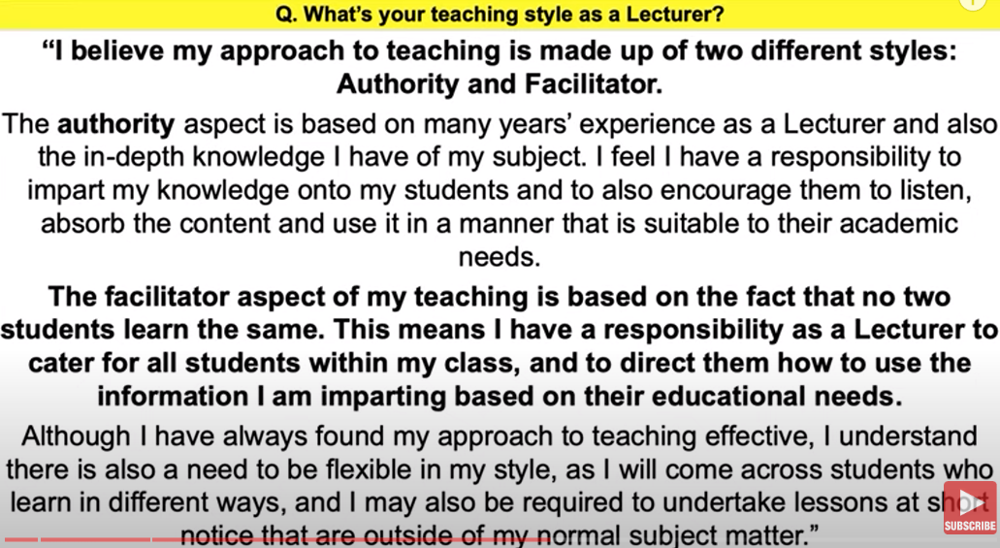 Q. What's your teaching style as a Lecturer?
“I believe my approach to teaching is made up of two different styles:
Authority and Facilitator.
The authority aspect is based on many years’ experience as a Lecturer and also
the in-depth knowledge I have of my subject. I feel I have a responsibility to
impart my knowledge onto my students and to also encourage them to listen,
absorb the content and use it in a manner that is suitable to their academic
needs.
The facilitator aspect of my teaching is based on the fact that no two
students learn the same. This means I have a responsibility as a Lecturer to
cater for all students within my class, and to direct them how to use the
information I am imparting based on their educational needs.
Although I have always found my approach to teaching effective, I understand
there is also a need to be flexible in my style, as I will come across students who
learn in different ways, and I may also be required to undertake lessons at short
notice that are outside of my normal subject matter.”
SUBSCRIBE